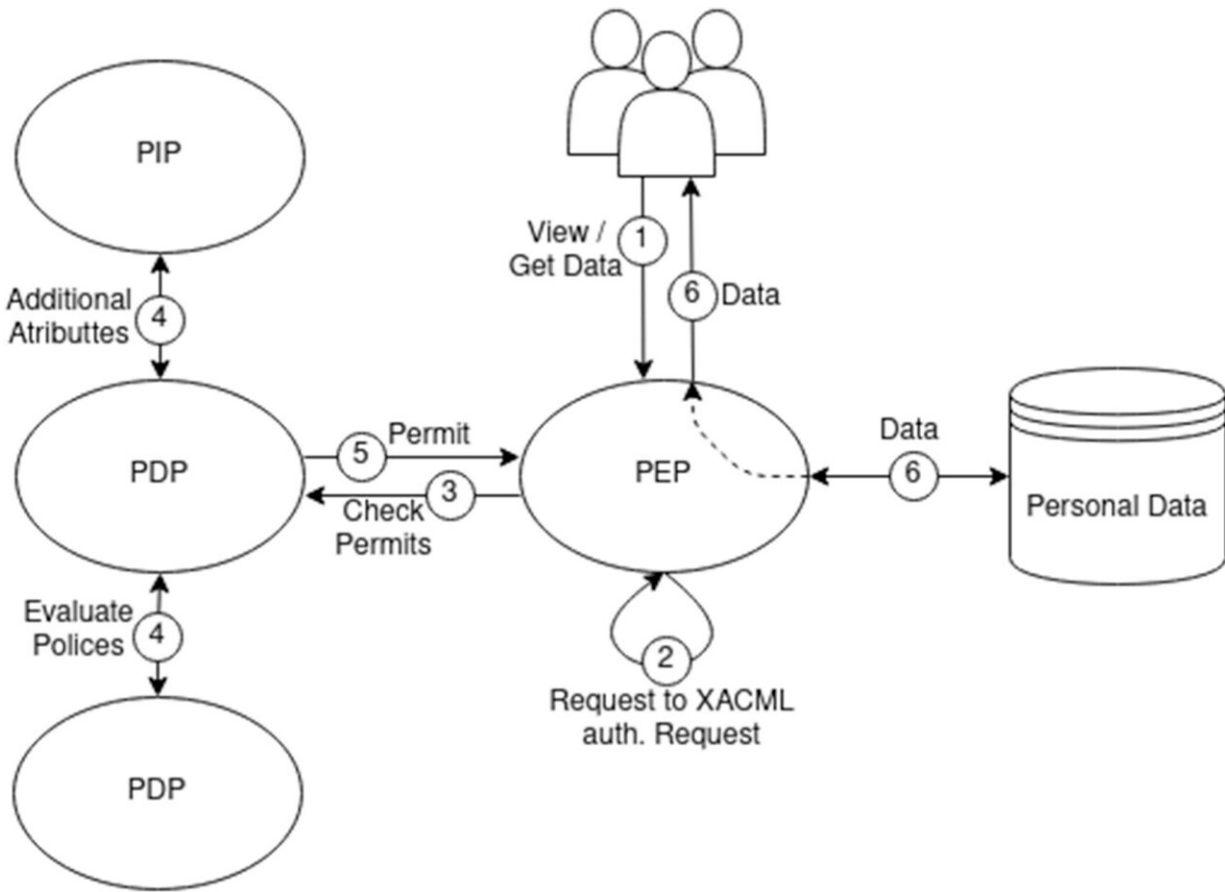 PIP
View /
Get Data
1
6
Data
Additional
Atributtes
4
PDP
5
Permit
3
Check
Permits
PEP
Data
6
Personal Data
Evaluate
Polices
4
2
Request to XACML
auth. Request
PDP